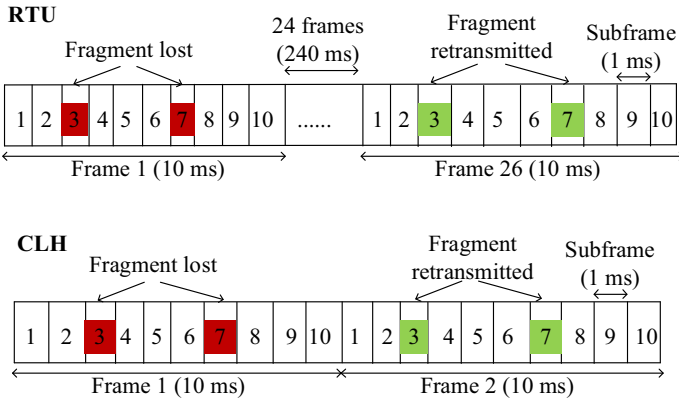 RTU
Fragment lost
24 frames
(240 ms)
Fragment
retransmitted
Subframe
(1 ms)
1 2 3 4 5 6 7 8 9 10 ...... 1 2 3 4 5 6 7 8 9 10
Frame 1 (10 ms) Frame 26 (10 ms)
CLH
Fragment lost
Fragment
retransmitted
Subframe
(1 ms)
1 2 3 4 5 6 7 8 9 10 1 2 3 4 5 6 7 8 9 10
Frame 1 (10 ms) Frame 2 (10 ms)